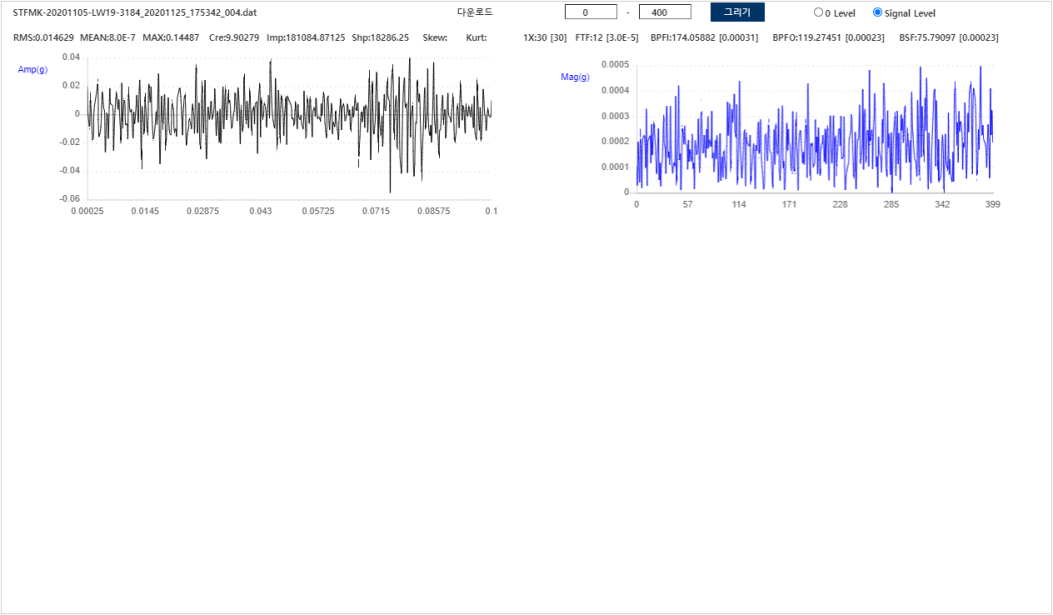 STFMK-20201105-LW19-3184_20201125_175342_004.dat 다운로드 0 - 400 그리기 0 Level Signal Level
RMS:0.014629 MEAN:8.0E-7 MAX:0.14487 Cre:9.90279 Imp:181084.87125 Shp:18286.25 Skew: Kurt: 1X:30 [30] FTF:12 [3.0E-5] BPFI:174.05882 [0.00031] BPFO:119.27451 [0.00023] BSF:75.79097 [0.00023]
Amp(g)
0.04
0.02
0
-0.02
-0.04
-0.06
0.00025 0.0145 0.02875 0.043 0.05725 0.0715 0.08575 0.1
Mag(g)
0.0005
0.0004
0.0003
0.0002
0.0001
0
0 57 114 171 228 285 342 399